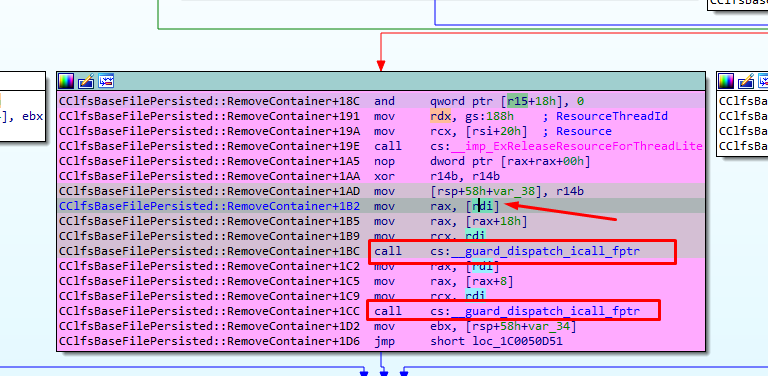 CClfsBaseFilePersisted::RemoveContainer+18C and qword ptr [r15+18h], 0
CClfsBaseFilePersisted::RemoveContainer+191 mov rdx, gs:188h ; ResourceThreadId
CClfsBaseFilePersisted::RemoveContainer+19A mov rcx, [rsi+20h] ; Resource
CClfsBaseFilePersisted::RemoveContainer+19E call cs:__imp_ExReleaseResourceForThreadLite
CClfsBaseFilePersisted::RemoveContainer+1A5 nop dword ptr [rax+rax+00h]
CClfsBaseFilePersisted::RemoveContainer+1AA xor r14b, r14b
CClfsBaseFilePersisted::RemoveContainer+1AD mov [rsp+58h+var_38], r14b
CClfsBaseFilePersisted::RemoveContainer+1B2 mov rax, [rdi]
CClfsBaseFilePersisted::RemoveContainer+1B5 mov rax, [rax+18h]
CClfsBaseFilePersisted::RemoveContainer+1B9 mov rcx, rdi
CClfsBaseFilePersisted::RemoveContainer+1BC call cs:__guard_dispatch_icall_fptr
CClfsBaseFilePersisted::RemoveContainer+1C2 mov rax, [rdi]
CClfsBaseFilePersisted::RemoveContainer+1C5 mov rax, [rax+8]
CClfsBaseFilePersisted::RemoveContainer+1C9 mov rcx, rdi
CClfsBaseFilePersisted::RemoveContainer+1CC call cs:__guard_dispatch_icall_fptr
CClfsBaseFilePersisted::RemoveContainer+1D2 mov ebx, [rsp+58h+var_34]
CClfsBaseFilePersisted::RemoveContainer+1D6 jmp short loc_1C0050D51
], ebx
CClfsBa
CClfsBa
CClfsBa
CClfsBa